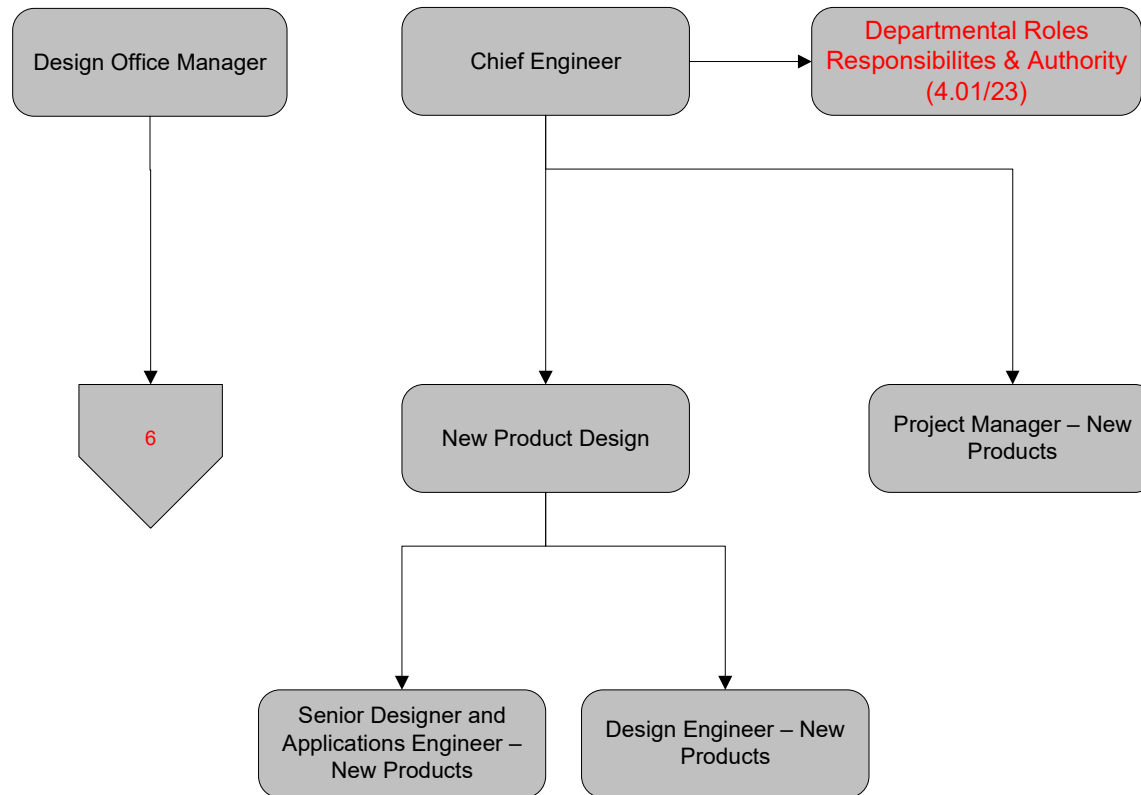 Design Office Manager
Chief Engineer
Departmental Roles
Responsibilites & Authority
(4.01/23)
6
New Product Design
Project Manager – New
Products
Senior Designer and
Applications Engineer –
New Products
Design Engineer – New
Products